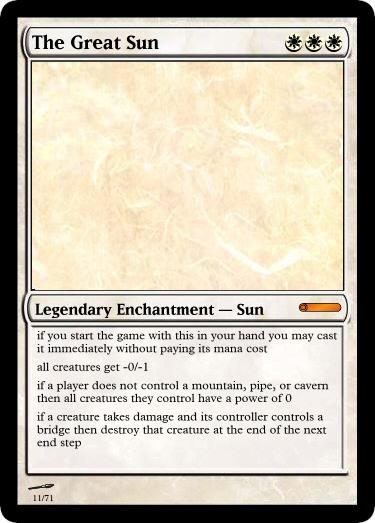 The Great Sun
Legendary Enchantment — Sun
if you start the game with this in your hand you may cast
it immediately without paying its mana cost
all creatures get -0/-1
if a player does not control a mountain, pipe, or cavern
then all creatures they control have a power of 0
if a creature takes damage and its controller controls a
bridge then destroy that creature at the end of the next
end step
11/71